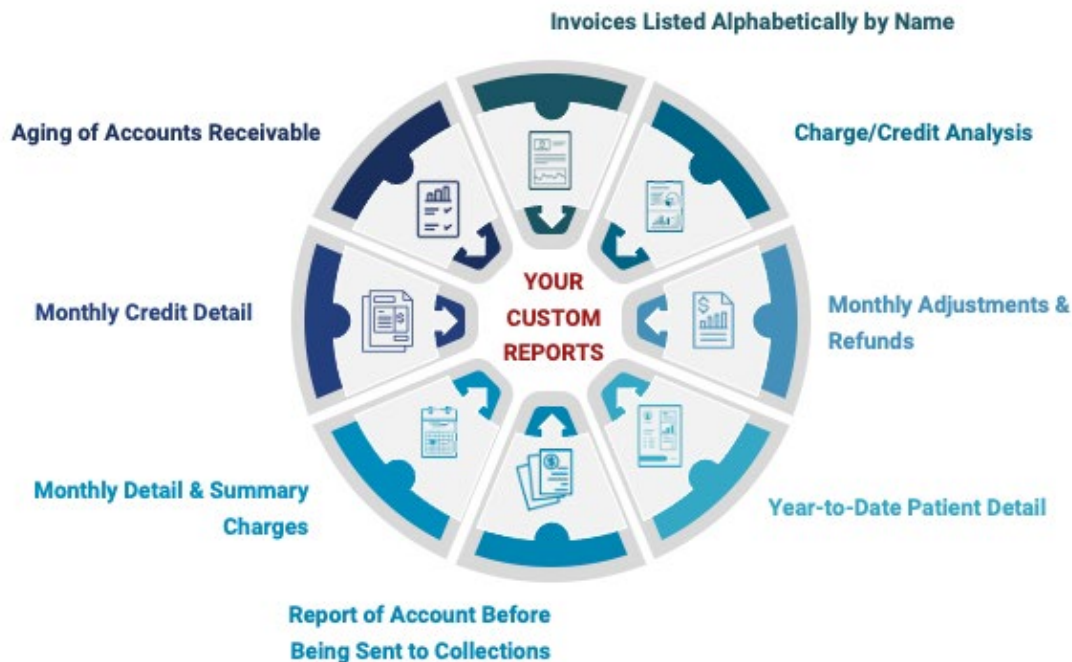 Invoices Listed Alphabetically by Name
Aging of Accounts Receivable
Charge/Credit Analysis
Monthly Credit Detail
YOUR
CUSTOM
REPORTS
Monthly Adjustments &
Refunds
Monthly Detail & Summary
Charges
Year-to-Date Patient Detail
Report of Account Before
Being Sent to Collections